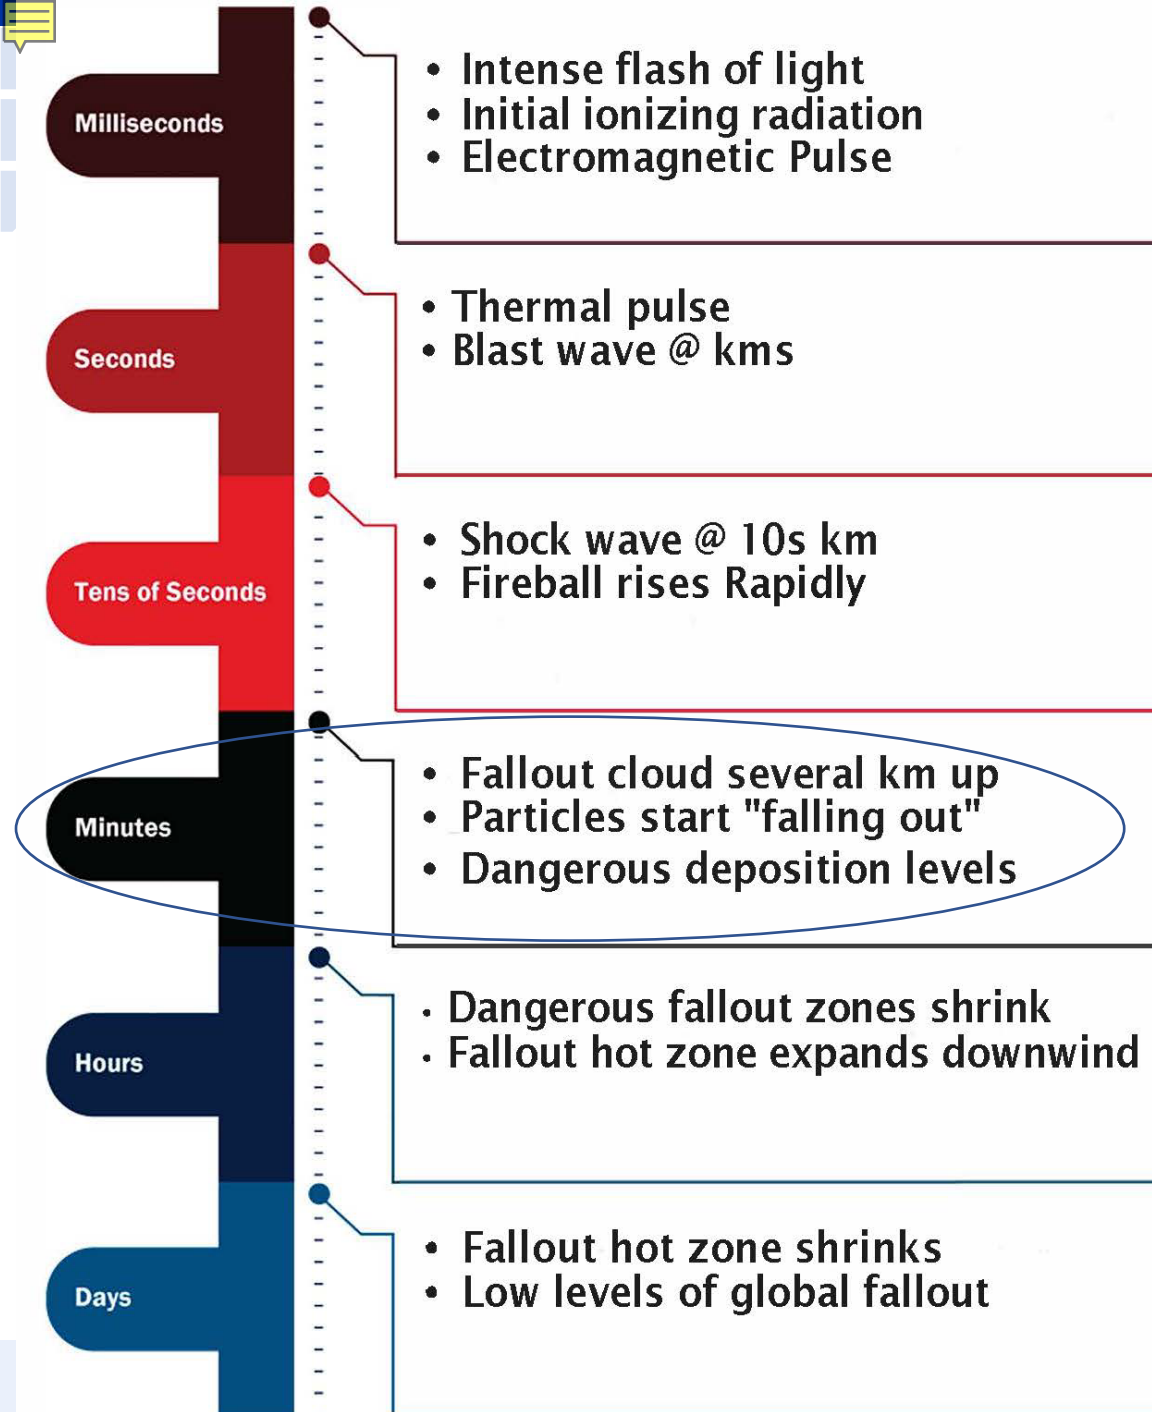 Milliseconds
• Intense flash of light
• Initial ionizing radiation
• Electromagnetic Pulse
Seconds
• Thermal pulse
• Blast wave @ kms
Tens of Seconds
• Shock wave @ 10s km
• Fireball rises Rapidly
Minutes
• Fallout cloud several km up
• Particles start "falling out"
• Dangerous deposition levels
Hours
• Dangerous fallout zones shrink
• Fallout hot zone expands downwind
Days
• Fallout hot zone shrinks
• Low levels of global fallout